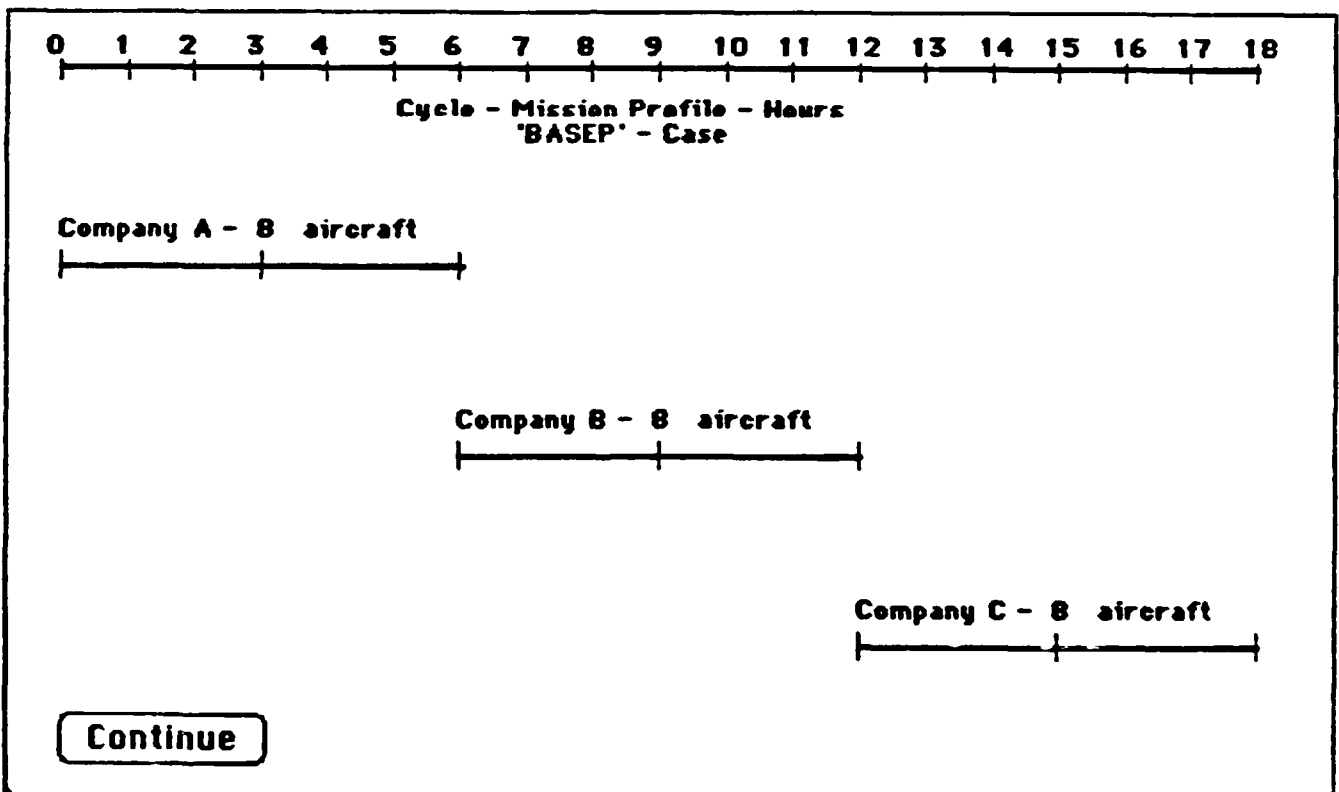 0 1 2 3 4 5 6 7 8 9 10 11 12 13 14 15 16 17 18
Cycle - Mission Profile - Hours
'BASEP' - Case
Company A - 8 aircraft
Company B - 8 aircraft
Company C - 8 aircraft
Continue